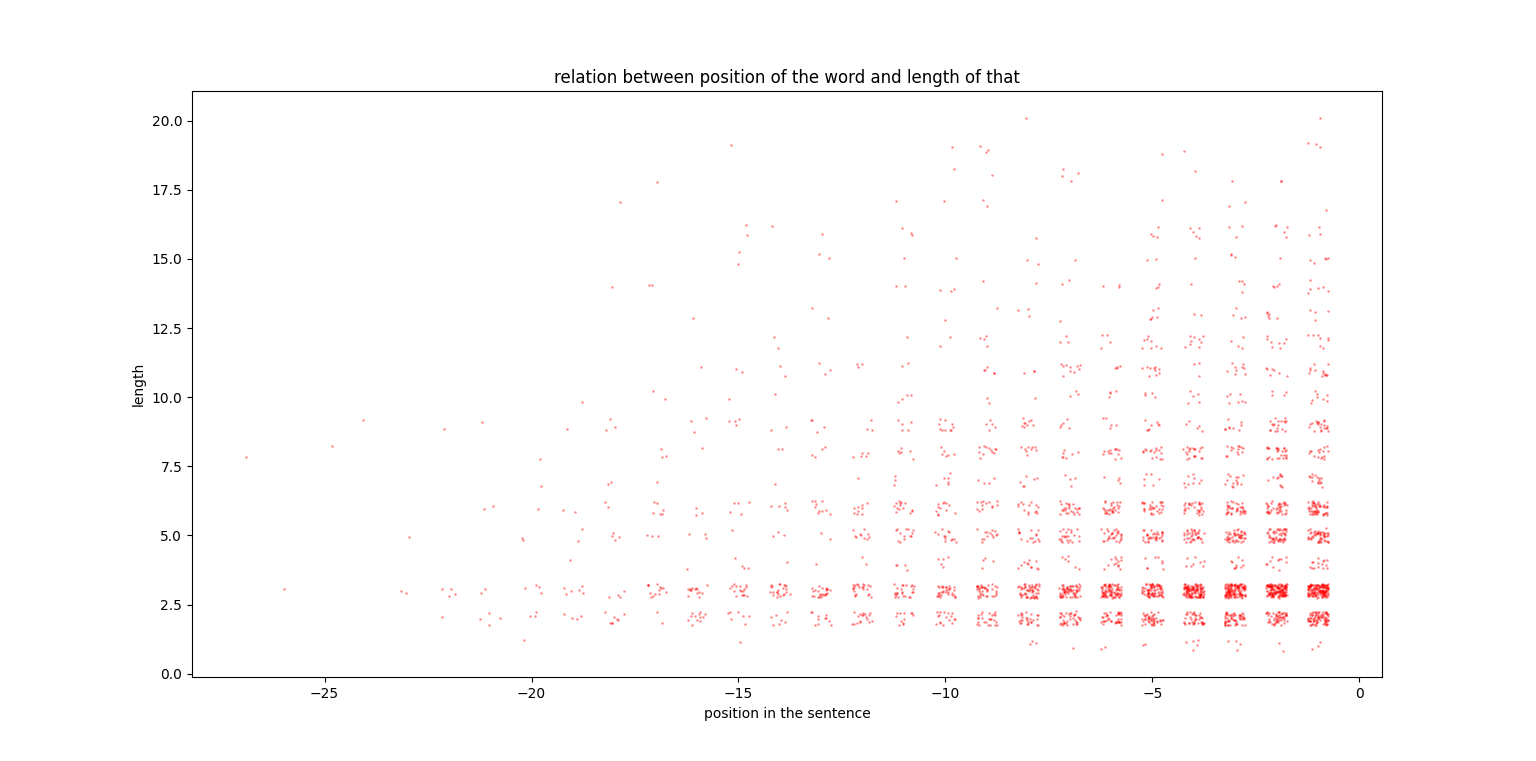 relation between position of the word and length of that
20.0
17.5
15.0
12.5
10.0
7.5
5.0
2.5
0.0
length
−25 −20 −15 −10 −5 0
position in the sentence